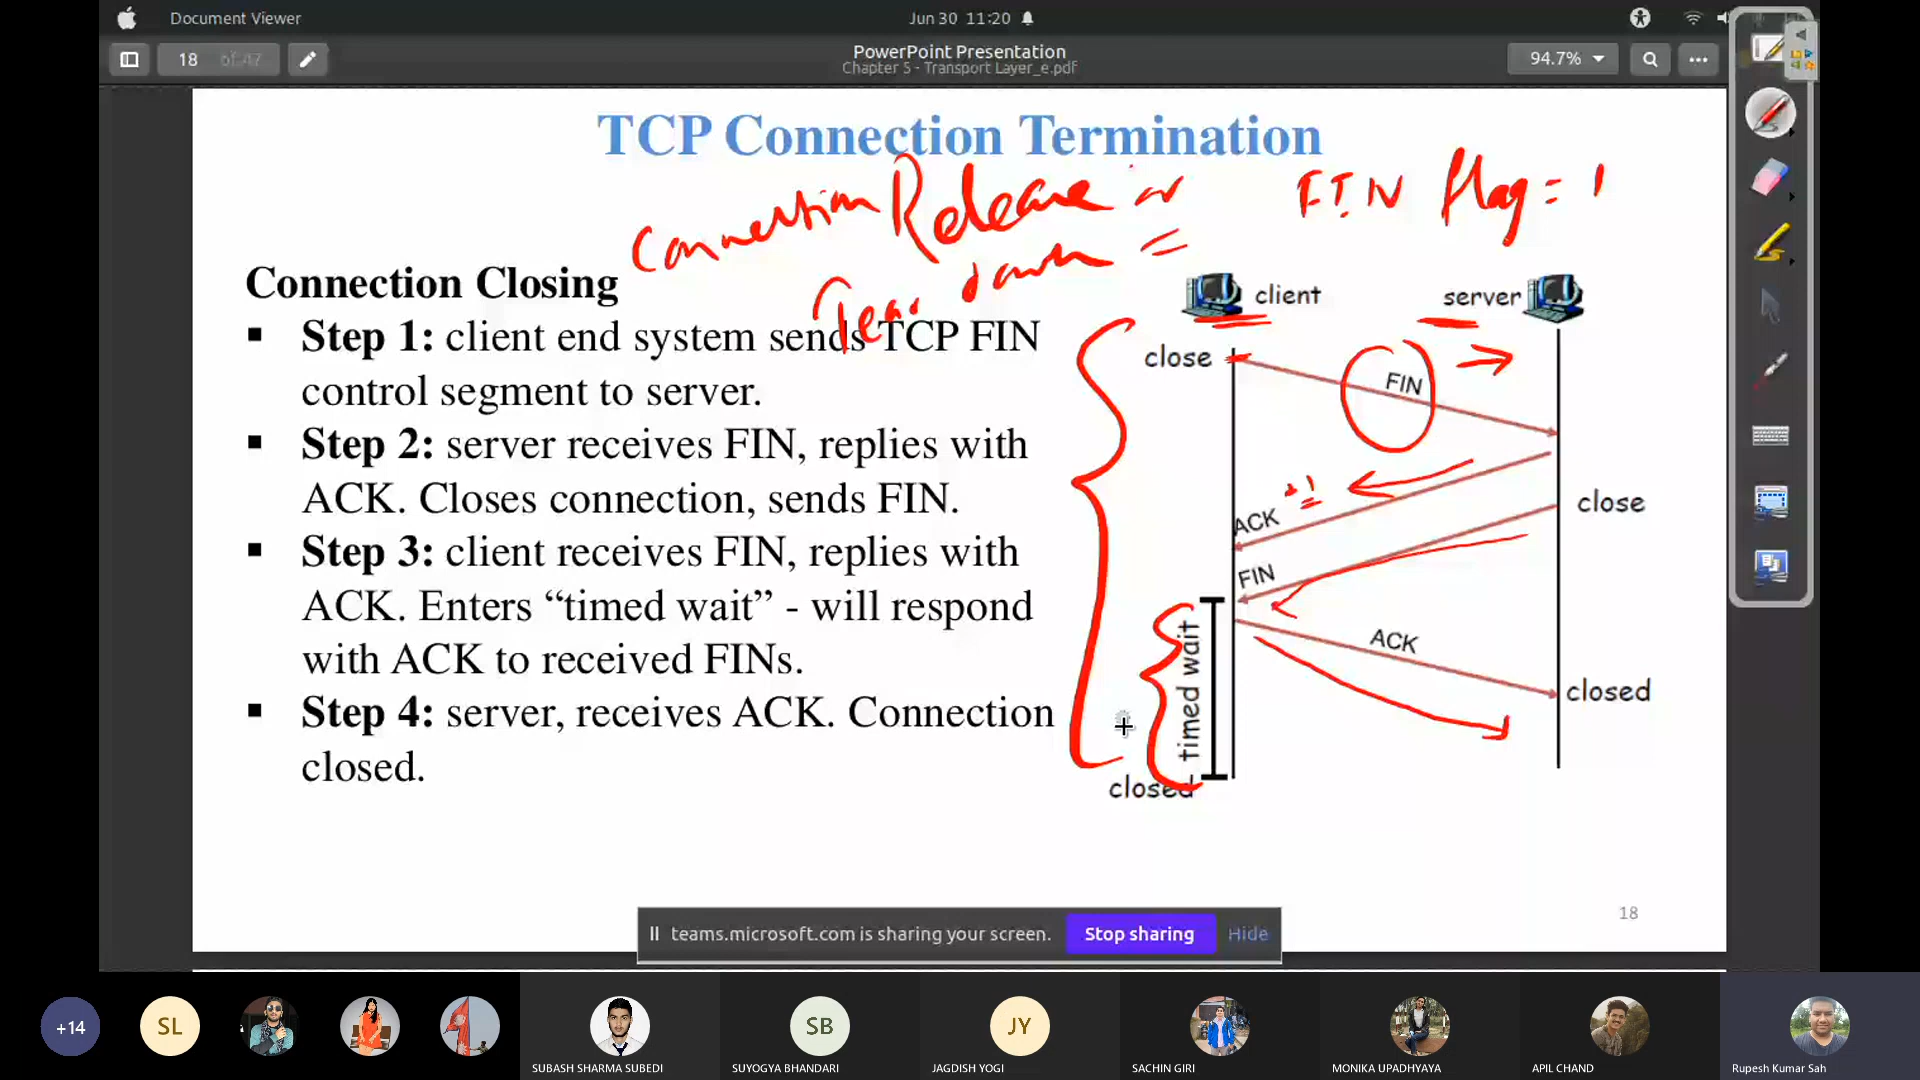 Document Viewer
Jun 30 11:20
18 of 47
PowerPoint Presentation
Chapter 5 - Transport Layer_e.pdf
94.7%
TCP Connection Termination
Connection Release or
Tear down
FIN flag = 1
Connection Closing
▪ Step 1: client end system sends TCP FIN
control segment to server.
▪ Step 2: server receives FIN, replies with
ACK. Closes connection, sends FIN.
▪ Step 3: client receives FIN, replies with
ACK. Enters “timed wait” - will respond
with ACK to received FINs.
▪ Step 4: server, receives ACK. Connection
closed.
client
server
close
FIN
ACK
close
FIN
timed wait
ACK
closed
closed
18
teams.microsoft.com is sharing your screen.
Stop sharing
Hide
+14
SL
SB
JY
SUBASH SHARMA SUBEDI
SUYOGYA BHANDARI
JAGDISH YOGI
SACHIN GIRI
MONIKA UPADHYAYA
APIL CHAND
Rupesh Kumar Sah